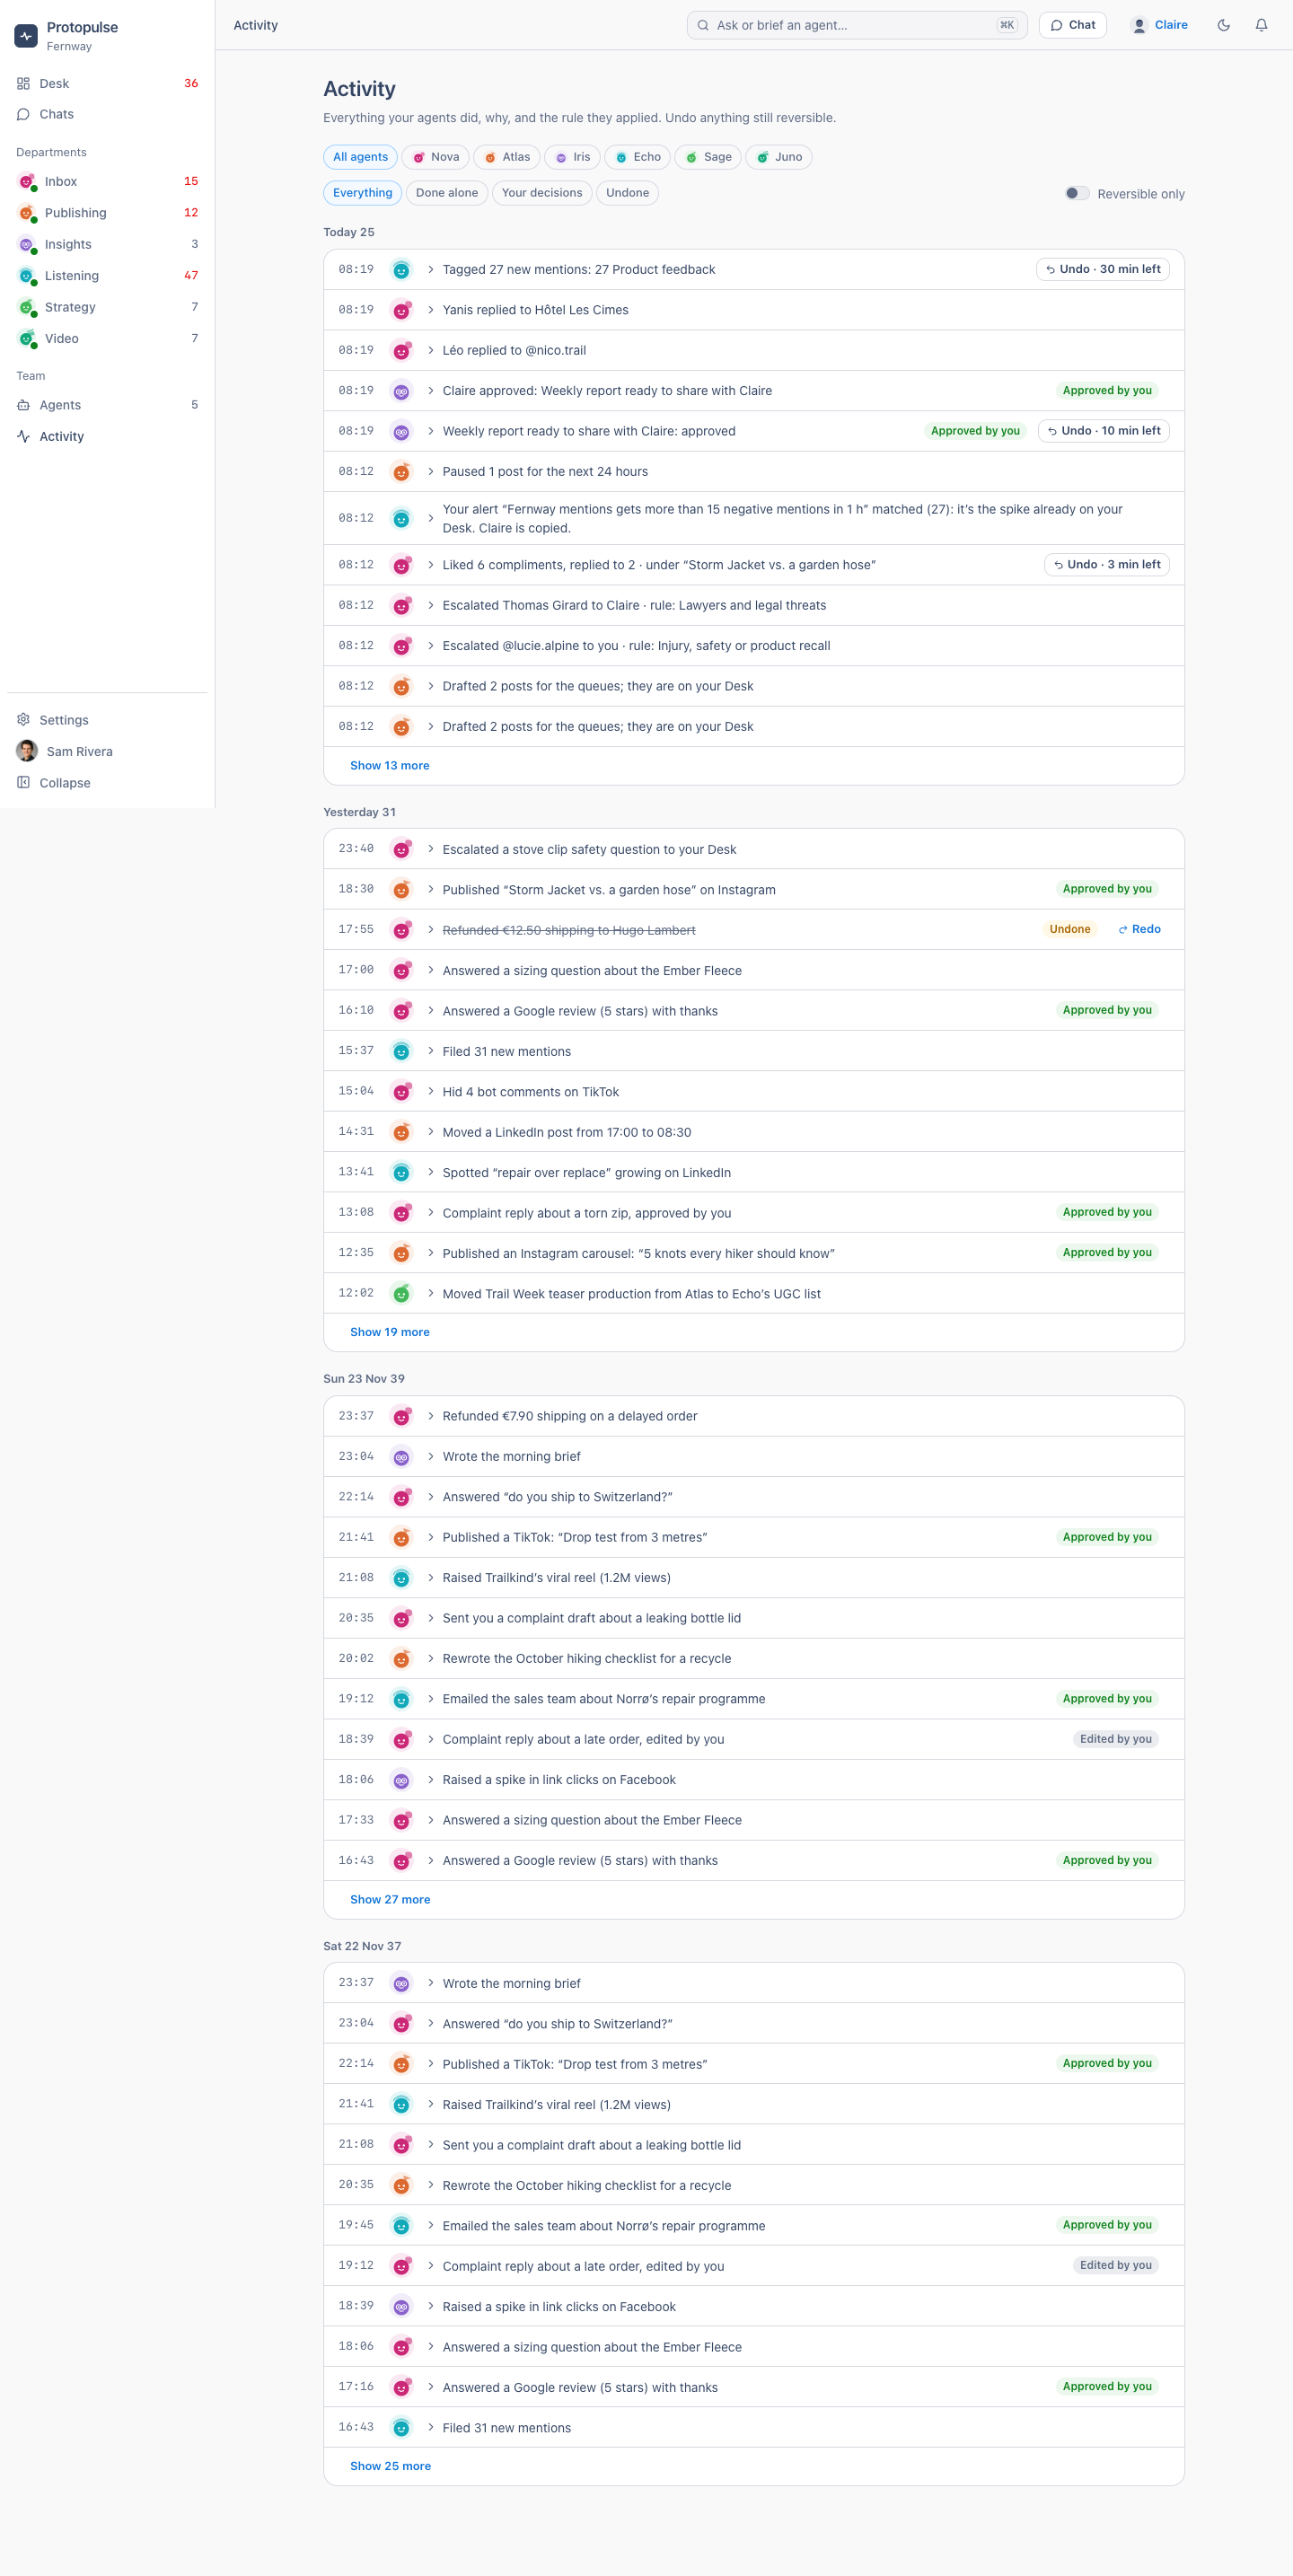 Protopulse
Fernway
Desk 36
Chats
Departments
Inbox 15
Publishing 12
Insights 3
Listening 47
Strategy 7
Video 7
Team
Agents 5
Activity
Settings
Sam Rivera
Collapse
Activity
Ask or brief an agent... ⌘K
Chat
Claire
Activity
Everything your agents did, why, and the rule they applied. Undo anything still reversible.
All agents Nova Atlas Iris Echo Sage Juno
Everything Done alone Your decisions Undone
Reversible only
Today 25
08:19 Tagged 27 new mentions: 27 Product feedback Undo · 30 min left
08:19 Yanis replied to Hôtel Les Cimes
08:19 Léo replied to @nico.trail
08:19 Claire approved: Weekly report ready to share with Claire Approved by you
08:19 Weekly report ready to share with Claire: approved Approved by you Undo · 10 min left
08:12 Paused 1 post for the next 24 hours
08:12 Your alert “Fernway mentions gets more than 15 negative mentions in 1 h” matched (27): it’s the spike already on your
Desk. Claire is copied.
08:12 Liked 6 compliments, replied to 2 · under “Storm Jacket vs. a garden hose” Undo · 3 min left
08:12 Escalated Thomas Girard to Claire · rule: Lawyers and legal threats
08:12 Escalated @lucie.alpine to you · rule: Injury, safety or product recall
08:12 Drafted 2 posts for the queues; they are on your Desk
08:12 Drafted 2 posts for the queues; they are on your Desk
Show 13 more
Yesterday 31
23:40 Escalated a stove clip safety question to your Desk
18:30 Published “Storm Jacket vs. a garden hose” on Instagram Approved by you
17:55 Refunded €12.50 shipping to Hugo Lambert Undone Redo
17:00 Answered a sizing question about the Ember Fleece
16:10 Answered a Google review (5 stars) with thanks Approved by you
15:37 Filed 31 new mentions
15:04 Hid 4 bot comments on TikTok
14:31 Moved a LinkedIn post from 17:00 to 08:30
13:41 Spotted “repair over replace” growing on LinkedIn
13:08 Complaint reply about a torn zip, approved by you Approved by you
12:35 Published an Instagram carousel: “5 knots every hiker should know” Approved by you
12:02 Moved Trail Week teaser production from Atlas to Echo’s UGC list
Show 19 more
Sun 23 Nov 39
23:37 Refunded €7.90 shipping on a delayed order
23:04 Wrote the morning brief
22:14 Answered “do you ship to Switzerland?”
21:41 Published a TikTok: “Drop test from 3 metres” Approved by you
21:08 Raised Trailkind’s viral reel (1.2M views)
20:35 Sent you a complaint draft about a leaking bottle lid
20:02 Rewrote the October hiking checklist for a recycle
19:12 Emailed the sales team about Norrø’s repair programme Approved by you
18:39 Complaint reply about a late order, edited by you Edited by you
18:06 Raised a spike in link clicks on Facebook
17:33 Answered a sizing question about the Ember Fleece
16:43 Answered a Google review (5 stars) with thanks Approved by you
Show 27 more
Sat 22 Nov 37
23:37 Wrote the morning brief
23:04 Answered “do you ship to Switzerland?”
22:14 Published a TikTok: “Drop test from 3 metres” Approved by you
21:41 Raised Trailkind’s viral reel (1.2M views)
21:08 Sent you a complaint draft about a leaking bottle lid
20:35 Rewrote the October hiking checklist for a recycle
19:45 Emailed the sales team about Norrø’s repair programme Approved by you
19:12 Complaint reply about a late order, edited by you Edited by you
18:39 Raised a spike in link clicks on Facebook
18:06 Answered a sizing question about the Ember Fleece
17:16 Answered a Google review (5 stars) with thanks Approved by you
16:43 Filed 31 new mentions
Show 25 more